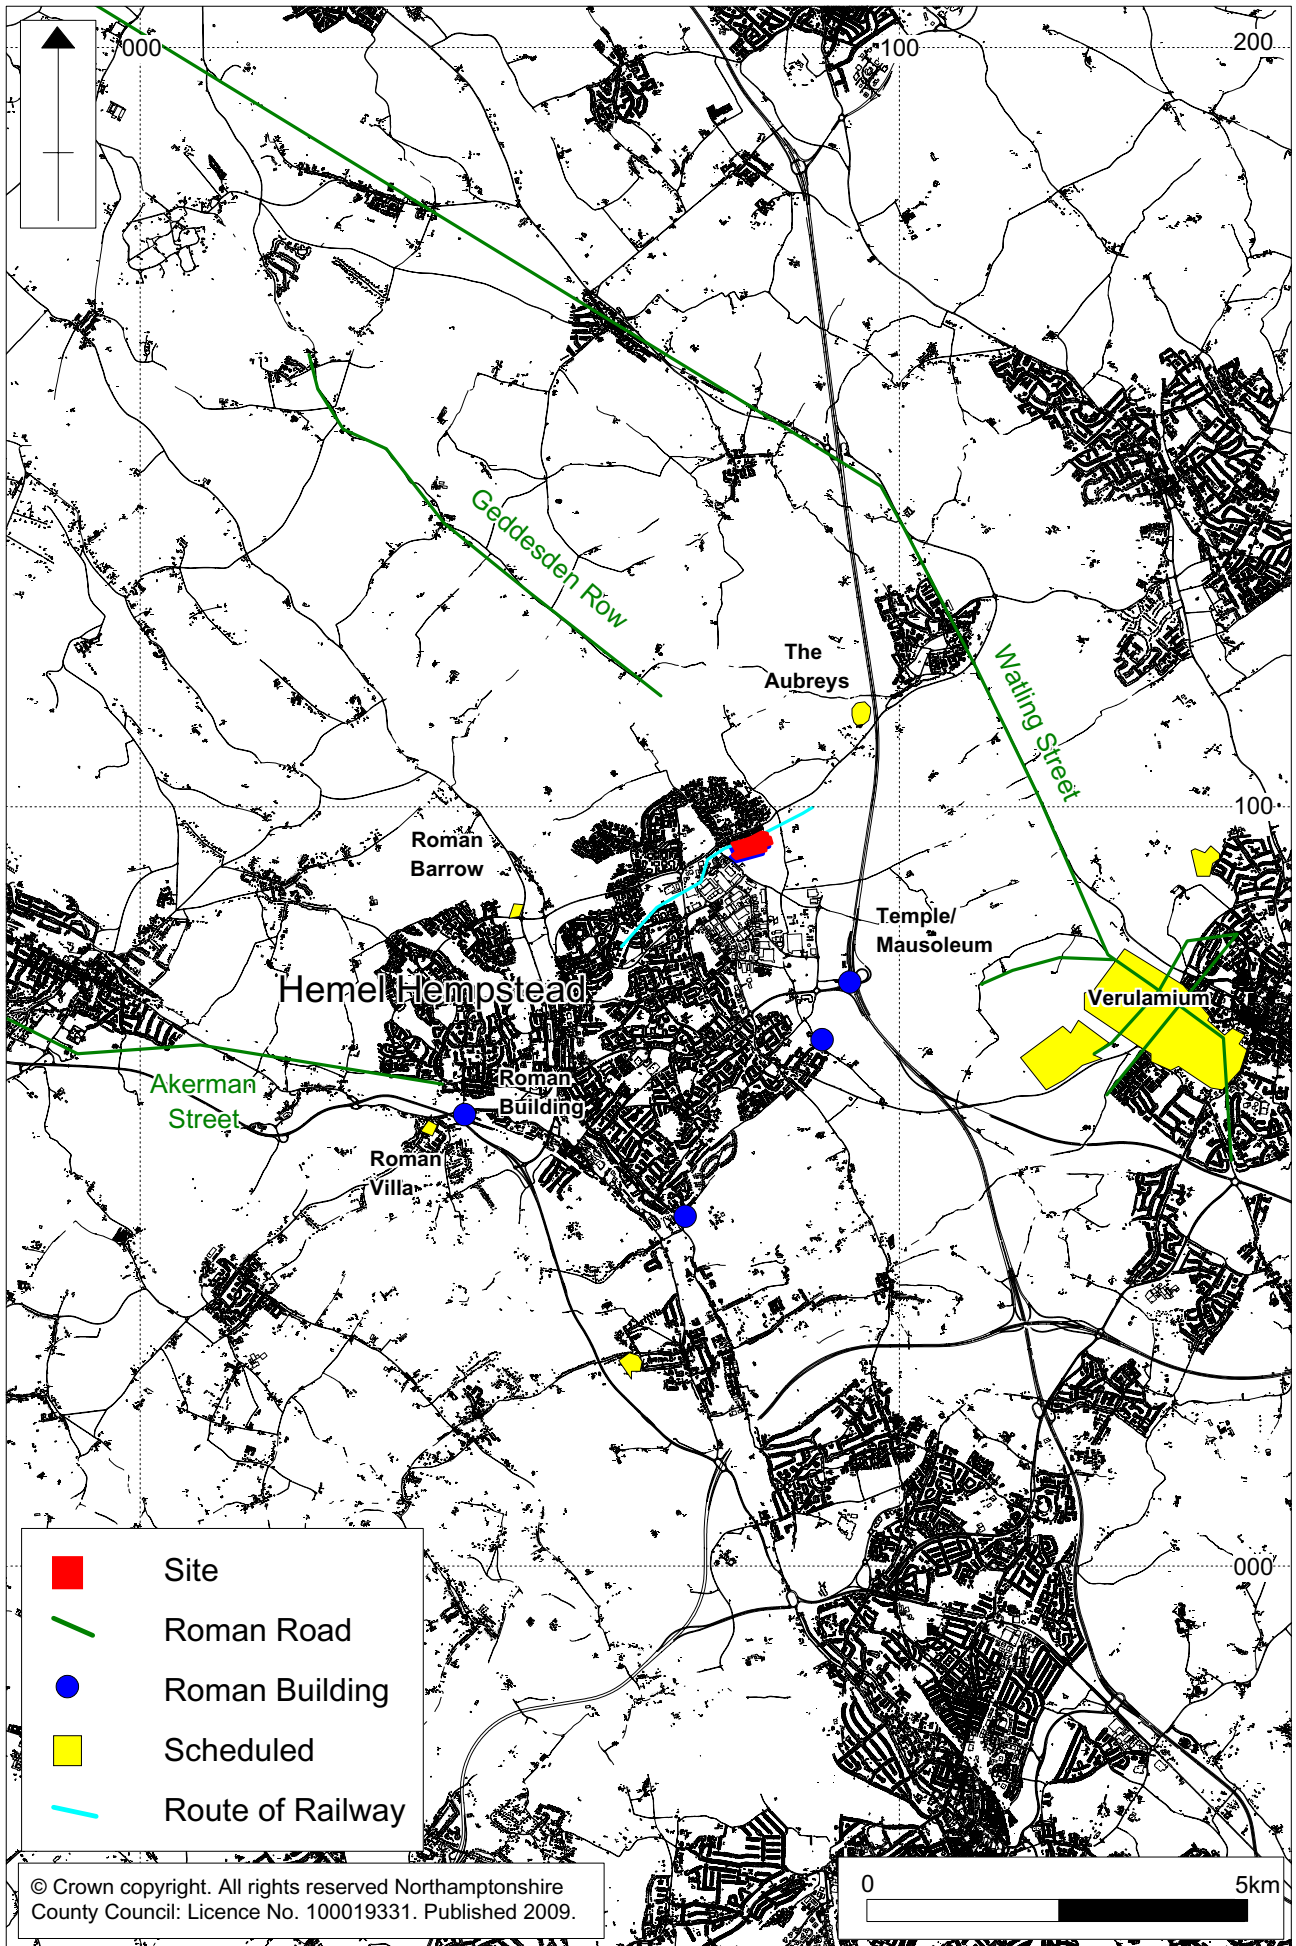 000
100
200
Geddesden Row
The
Aubreys
Watling Street
100
Roman
Barrow
Temple/
Mausoleum
Hemel Hempstead
Verulamium
Akerman
Street
Roman
Building
Roman
Villa
000
Site
Roman Road
Roman Building
Scheduled
Route of Railway
© Crown copyright. All rights reserved Northamptonshire
County Council: Licence No. 100019331. Published 2009.
0
5km